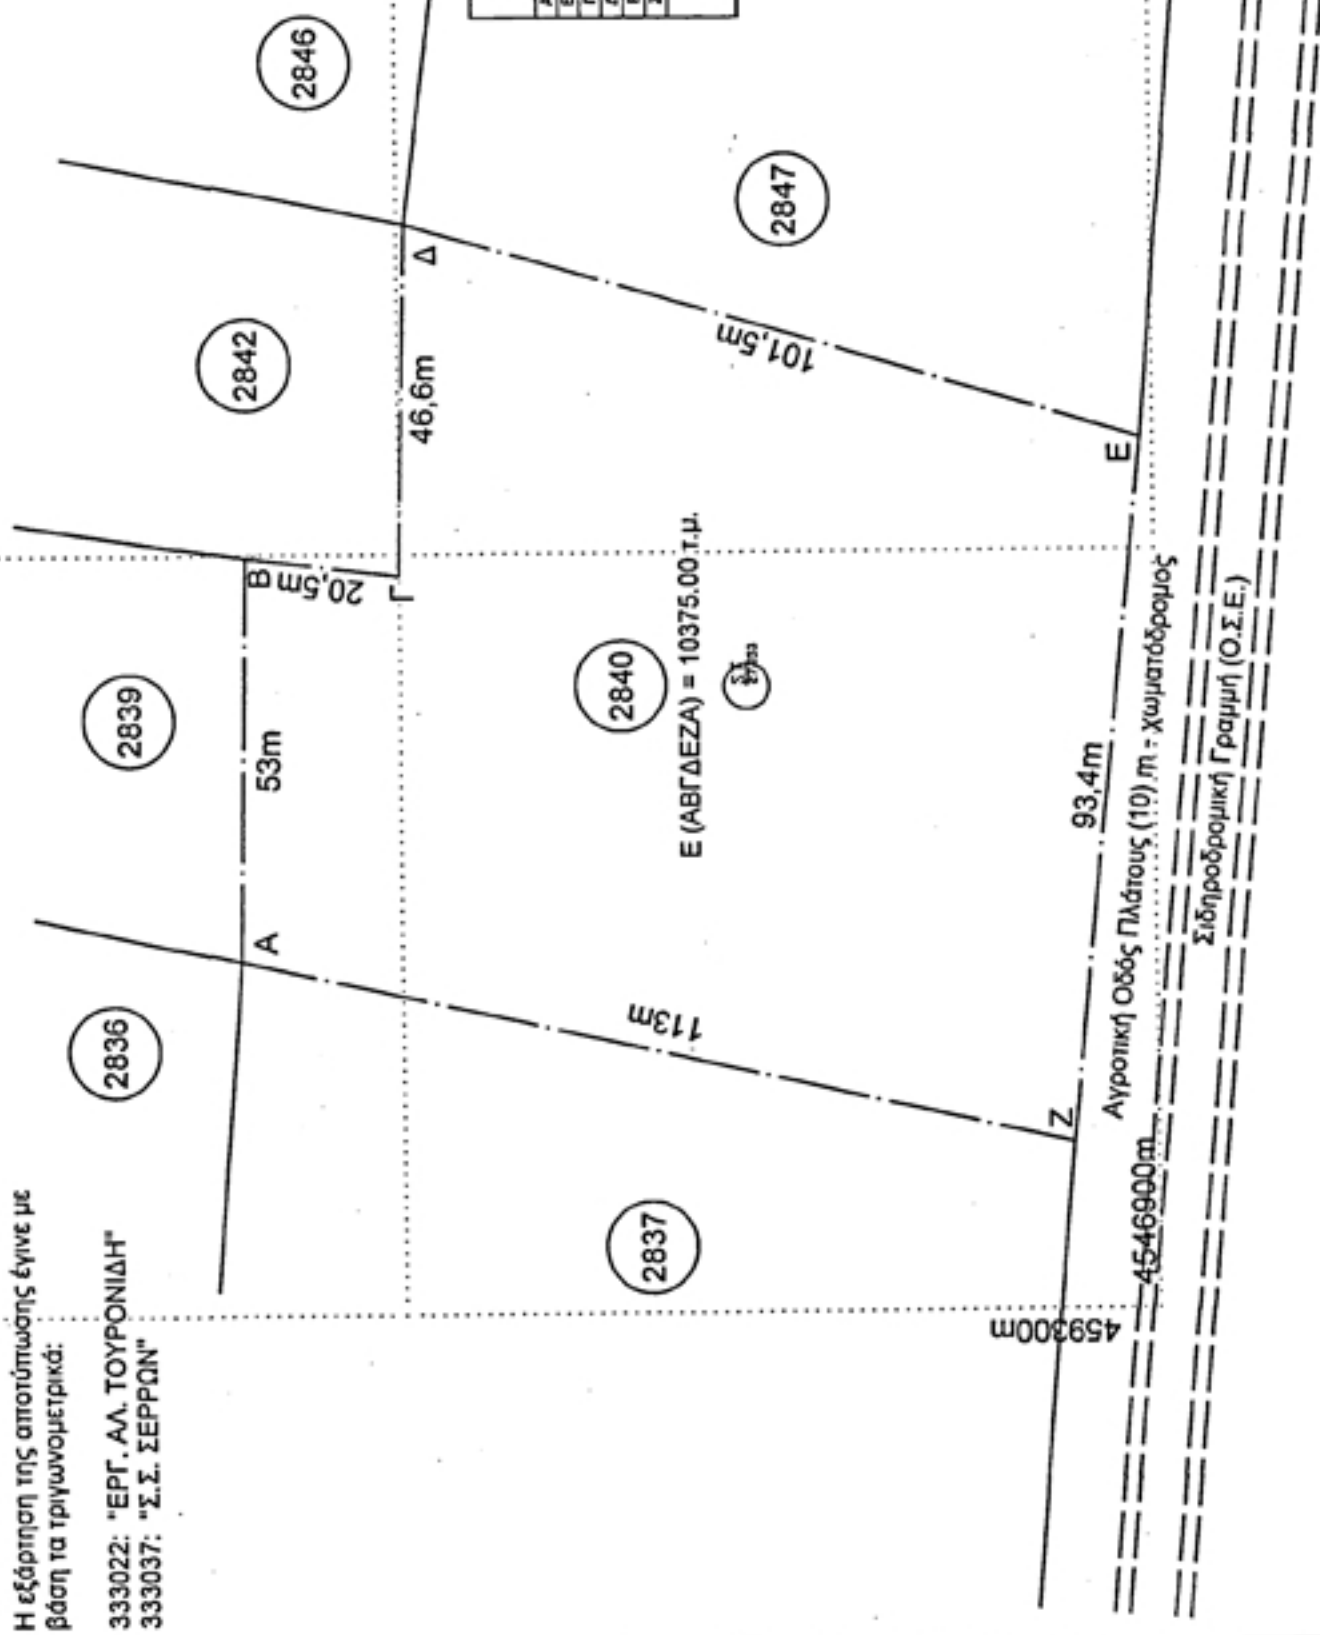 Η εξάρτηση της αποτύπωσης έγινε με
βάση τα τριγωνομετρικά:
333022: "ΕΡΓ. ΑΛ. ΤΟΥΡΟΝΙΔΗ"
333037: "Σ.Σ. ΣΕΡΡΩΝ"
2836
2839
2842
2846
A
53m
B
20,5m
Γ
46,6m
Δ
2837
113m
2840
E (ΑΒΓΔΕΖΑ) = 10375.00 τ.μ.
101,5m
2847
Z
93,4m
E
459300m
4546900m
Αγροτική Οδός Πλάτους (10) m - χωματόδρομος
Σιδηροδρομική Γραμμή (Ο.Σ.Ε.)